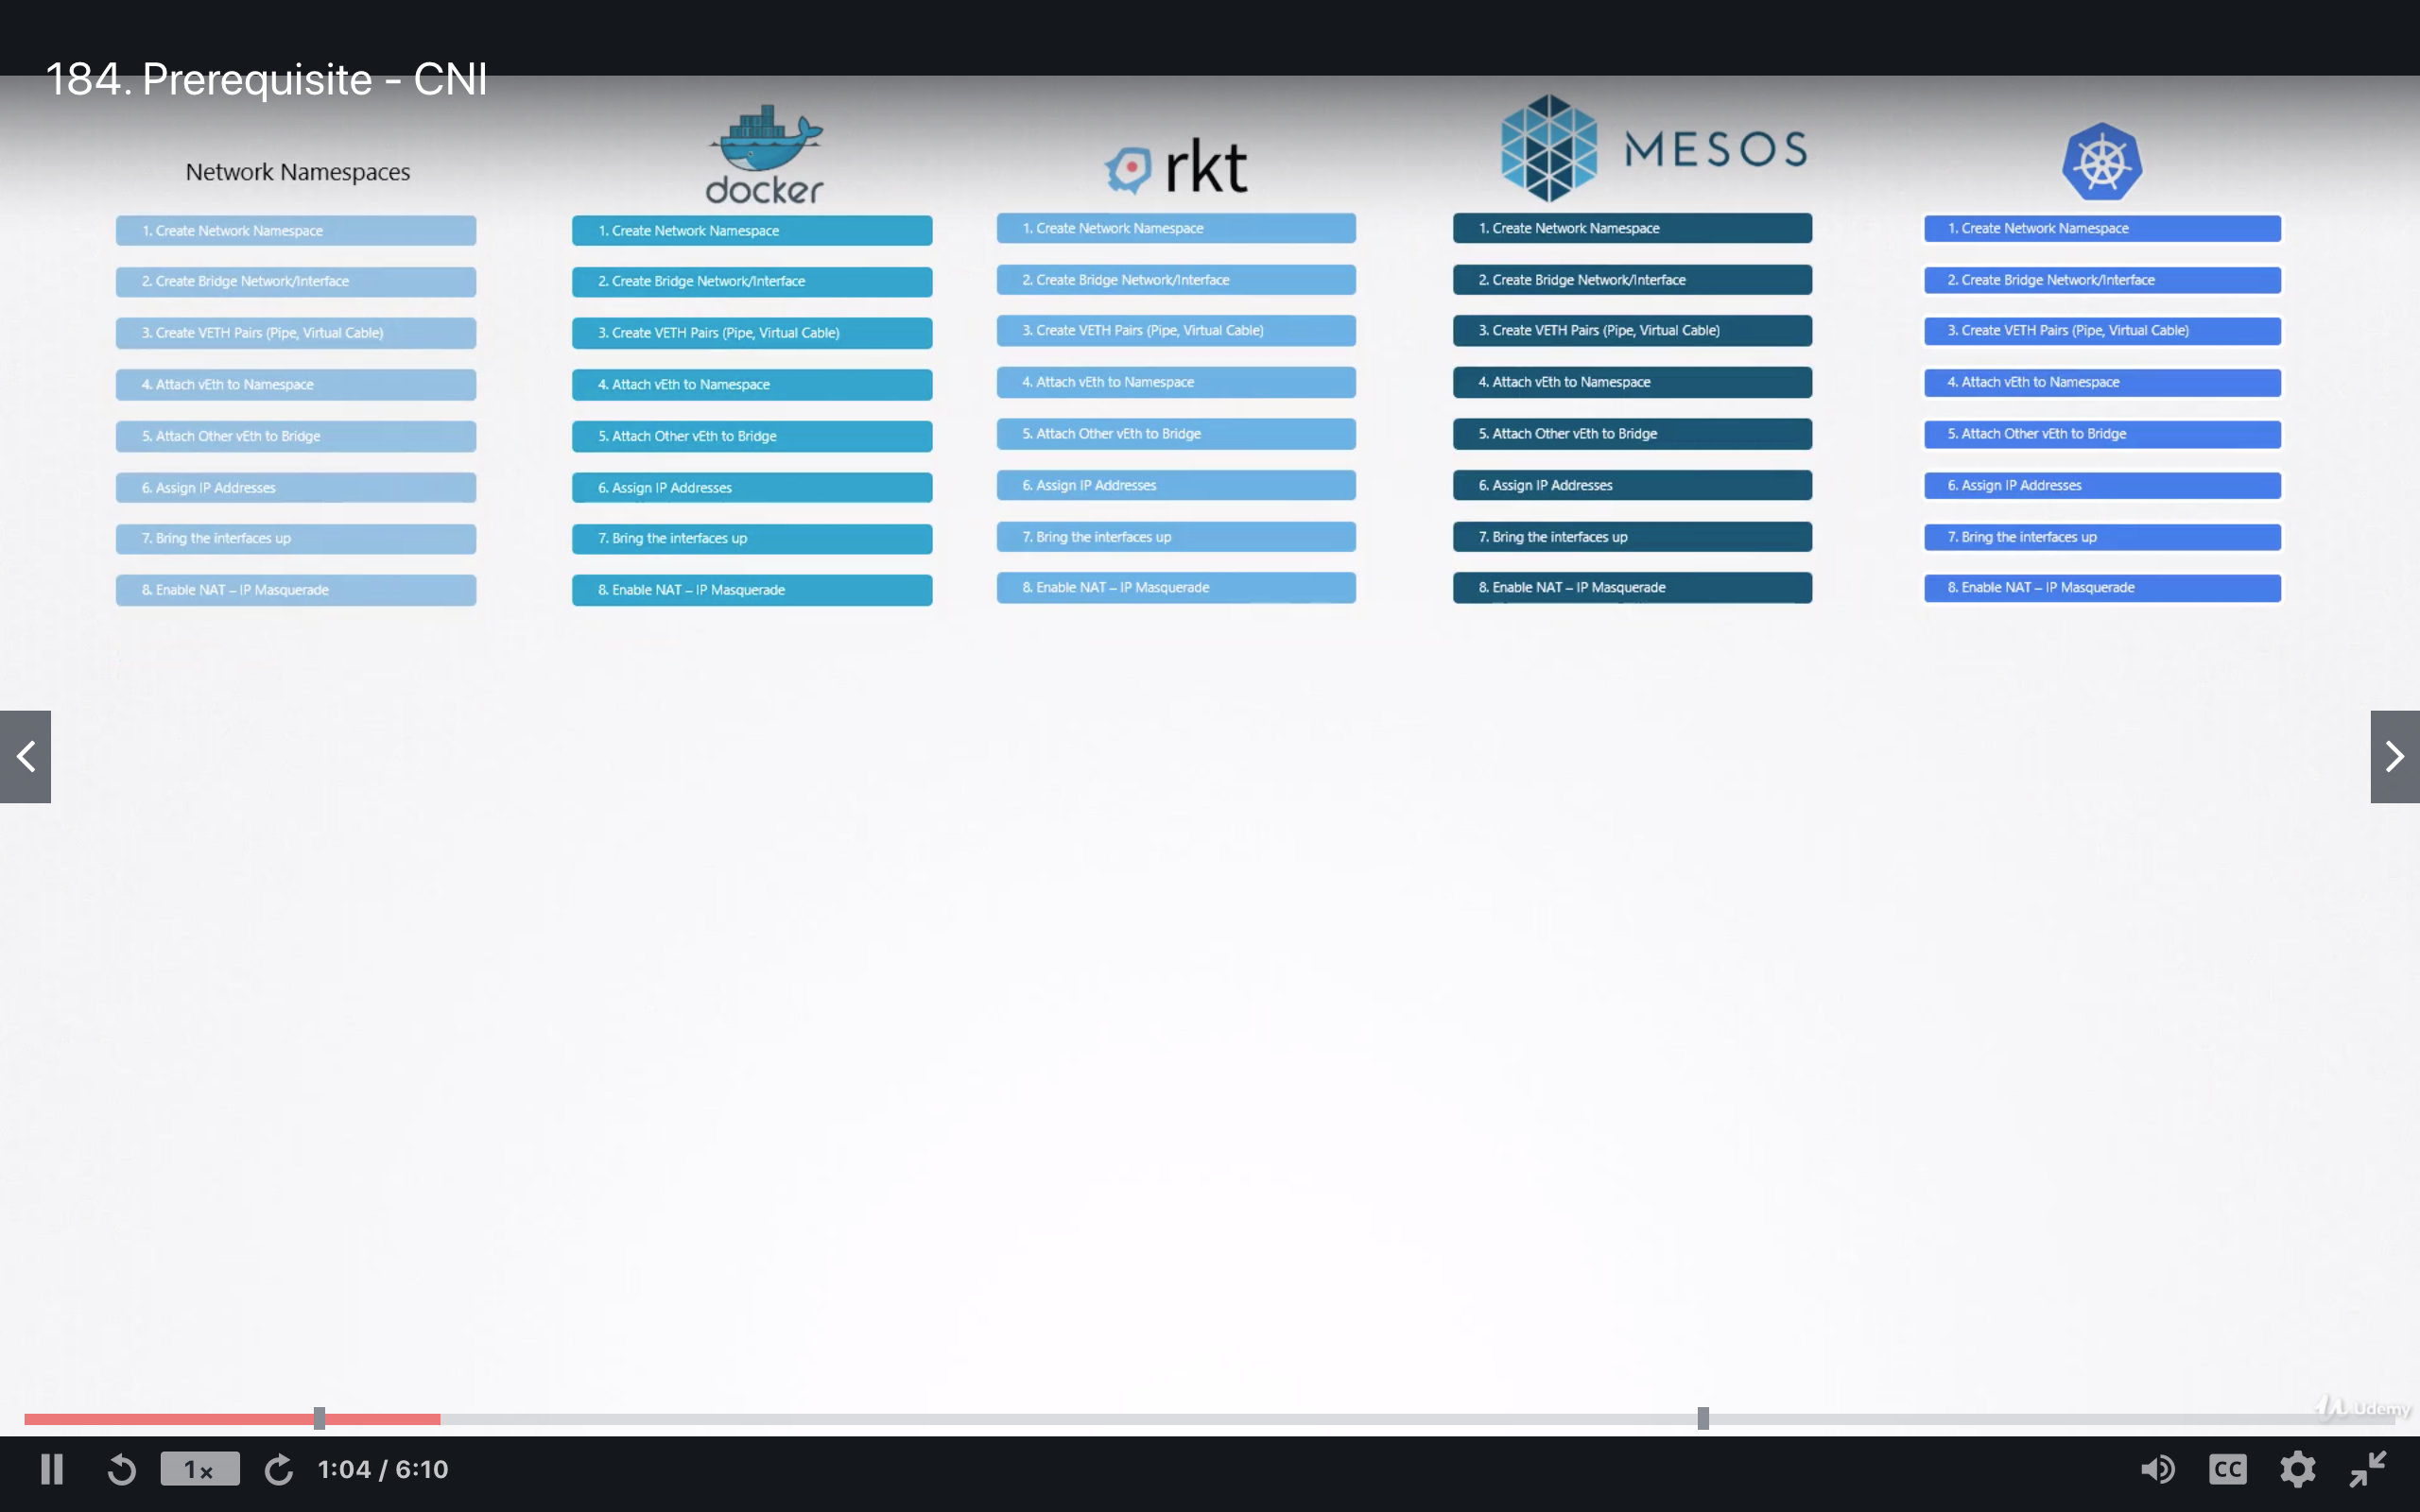 184. Prerequisite - CNI
Network Namespaces
1. Create Network Namespace
2. Create Bridge Network/Interface
3. Create VETH Pairs (Pipe, Virtual Cable)
4. Attach vEth to Namespace
5. Attach Other vEth to Bridge
6. Assign IP Addresses
7. Bring the interfaces up
8. Enable NAT – IP Masquerade
docker
1. Create Network Namespace
2. Create Bridge Network/Interface
3. Create VETH Pairs (Pipe, Virtual Cable)
4. Attach vEth to Namespace
5. Attach Other vEth to Bridge
6. Assign IP Addresses
7. Bring the interfaces up
8. Enable NAT – IP Masquerade
rkt
1. Create Network Namespace
2. Create Bridge Network/Interface
3. Create VETH Pairs (Pipe, Virtual Cable)
4. Attach vEth to Namespace
5. Attach Other vEth to Bridge
6. Assign IP Addresses
7. Bring the interfaces up
8. Enable NAT – IP Masquerade
MESOS
1. Create Network Namespace
2. Create Bridge Network/Interface
3. Create VETH Pairs (Pipe, Virtual Cable)
4. Attach vEth to Namespace
5. Attach Other vEth to Bridge
6. Assign IP Addresses
7. Bring the interfaces up
8. Enable NAT – IP Masquerade
1. Create Network Namespace
2. Create Bridge Network/Interface
3. Create VETH Pairs (Pipe, Virtual Cable)
4. Attach vEth to Namespace
5. Attach Other vEth to Bridge
6. Assign IP Addresses
7. Bring the interfaces up
8. Enable NAT – IP Masquerade
Udemy
1x
1:04 / 6:10
CC